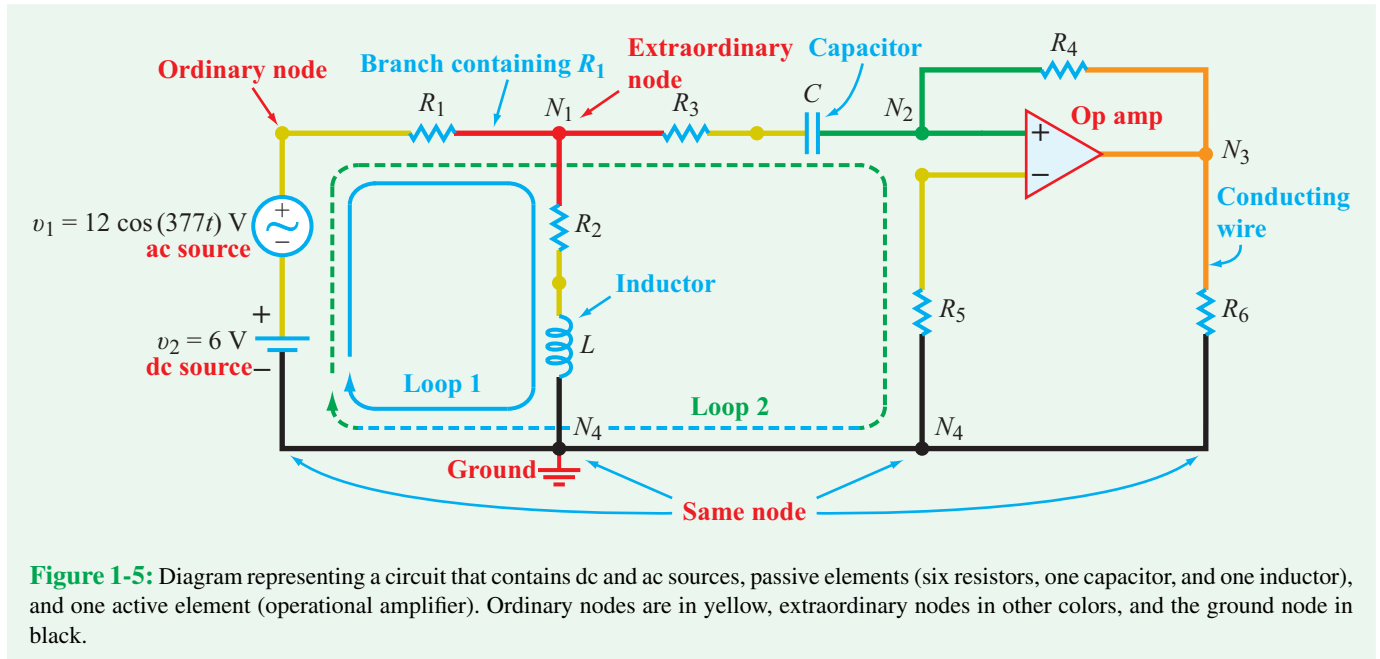 Ordinary node
Branch containing R1
Extraordinary
node
Capacitor
R4
R1
N1
R3
C
N2
Op amp
+
−
N3
Conducting
wire
υ1 = 12 cos (377t) V
ac source
+
~
−
R2
Inductor
L
R5
R6
+
υ2 = 6 V
dc source
−
Loop 1
Loop 2
N4
N4
Ground
Same node
Figure 1-5: Diagram representing a circuit that contains dc and ac sources, passive elements (six resistors, one capacitor, and one inductor),
and one active element (operational amplifier). Ordinary nodes are in yellow, extraordinary nodes in other colors, and the ground node in
black.